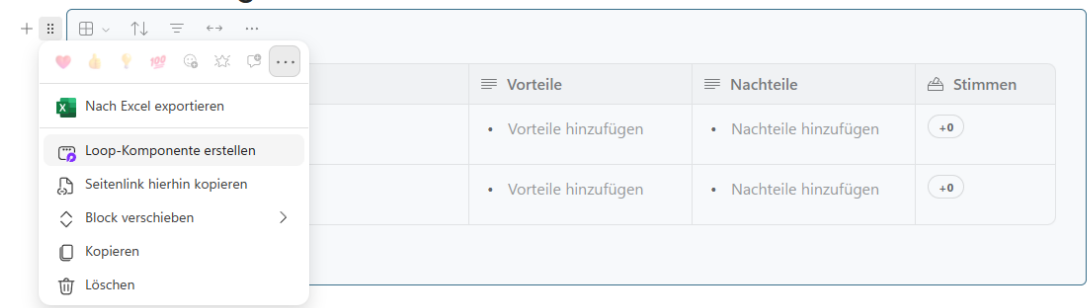 Vorteile
Nachteile
Stimmen
Nach Excel exportieren
Vorteile hinzufügen
Nachteile hinzufügen
+0
Loop-Komponente erstellen
Seitenlink hierhin kopieren
Vorteile hinzufügen
Nachteile hinzufügen
+0
Block verschieben
Kopieren
Löschen